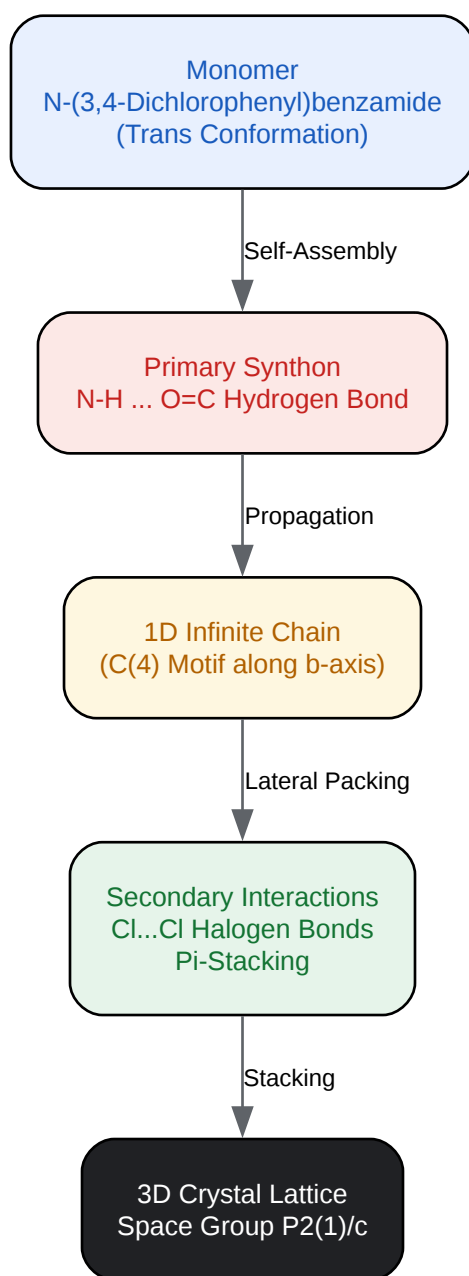 Monomer
N-(3,4-Dichlorophenyl)benzamide
(Trans Conformation)
Self-Assembly
Primary Synthon
N-H ... O=C Hydrogen Bond
Propagation
1D Infinite Chain
(C(4) Motif along b-axis)
Lateral Packing
Secondary Interactions
Cl...Cl Halogen Bonds
Pi-Stacking
Stacking
3D Crystal Lattice
Space Group P2(1)/c